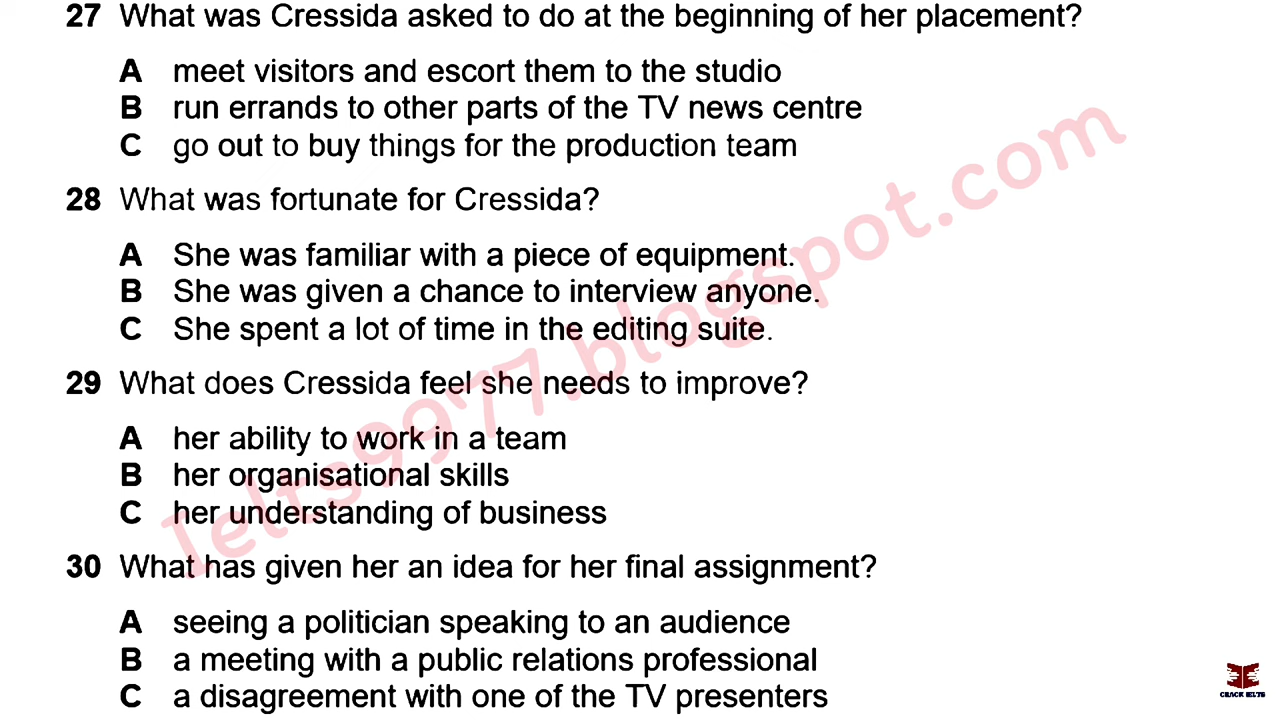 27 What was Cressida asked to do at the beginning of her placement?
A meet visitors and escort them to the studio
B run errands to other parts of the TV news centre
C go out to buy things for the production team
28 What was fortunate for Cressida?
A She was familiar with a piece of equipment.
B She was given a chance to interview anyone.
C She spent a lot of time in the editing suite.
29 What does Cressida feel she needs to improve?
A her ability to work in a team
B her organisational skills
C her understanding of business
30 What has given her an idea for her final assignment?
A seeing a politician speaking to an audience
B a meeting with a public relations professional
C a disagreement with one of the TV presenters
Ielts9977.blogspot.com
CRACK IELTS